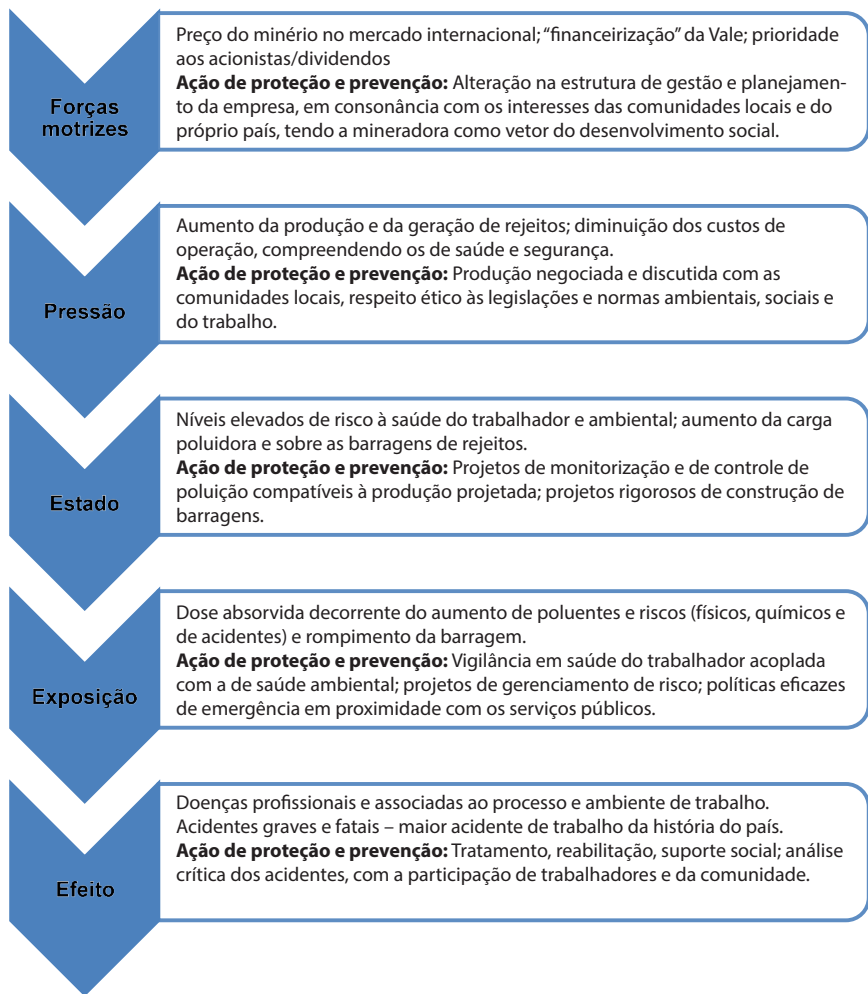 Forças
motrizes
Preço do minério no mercado internacional; “financeirização” da Vale; prioridade
aos acionistas/dividendos
Ação de proteção e prevenção: Alteração na estrutura de gestão e planejamen-
to da empresa, em consonância com os interesses das comunidades locais e do
próprio país, tendo a mineradora como vetor do desenvolvimento social.
Pressão
Aumento da produção e da geração de rejeitos; diminuição dos custos de
operação, compreendendo os de saúde e segurança.
Ação de proteção e prevenção: Produção negociada e discutida com as
comunidades locais, respeito ético às legislações e normas ambientais, sociais e
do trabalho.
Estado
Níveis elevados de risco à saúde do trabalhador e ambiental; aumento da carga
poluidora e sobre as barragens de rejeitos.
Ação de proteção e prevenção: Projetos de monitorização e de controle de
poluição compatíveis à produção projetada; projetos rigorosos de construção de
barragens.
Exposição
Dose absorvida decorrente do aumento de poluentes e riscos (físicos, químicos e
de acidentes) e rompimento da barragem.
Ação de proteção e prevenção: Vigilância em saúde do trabalhador acoplada
com a de saúde ambiental; projetos de gerenciamento de risco; políticas eficazes
de emergência em proximidade com os serviços públicos.
Efeito
Doenças profissionais e associadas ao processo e ambiente de trabalho.
Acidentes graves e fatais – maior acidente de trabalho da história do país.
Ação de proteção e prevenção: Tratamento, reabilitação, suporte social; análise
crítica dos acidentes, com a participação de trabalhadores e da comunidade.